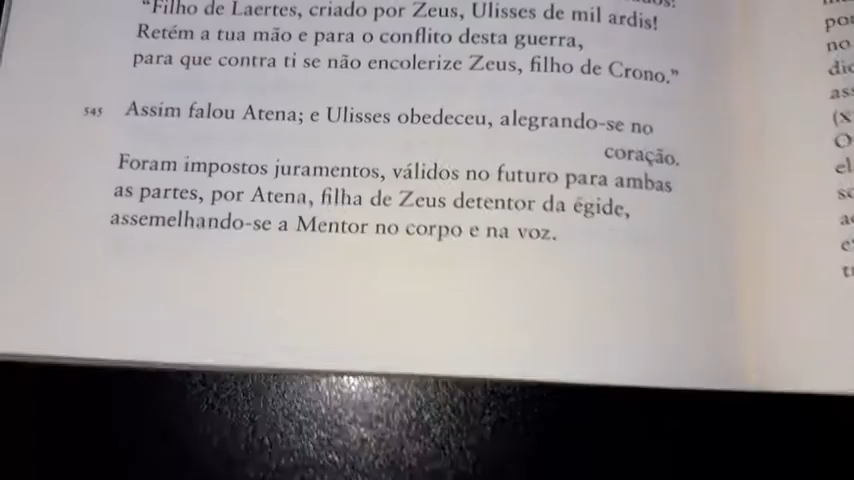 “Filho de Laertes, criado por Zeus, Ulisses de mil ardis!
Retém a tua mão e para o conflito desta guerra,
para que contra ti se não encolerize Zeus, filho de Crono.”
545 Assim falou Atena; e Ulisses obedeceu, alegrando-se no
coração.
Foram impostos juramentos, válidos no futuro para ambas
as partes, por Atena, filha de Zeus detentor da égide,
assemelhando-se a Mentor no corpo e na voz.